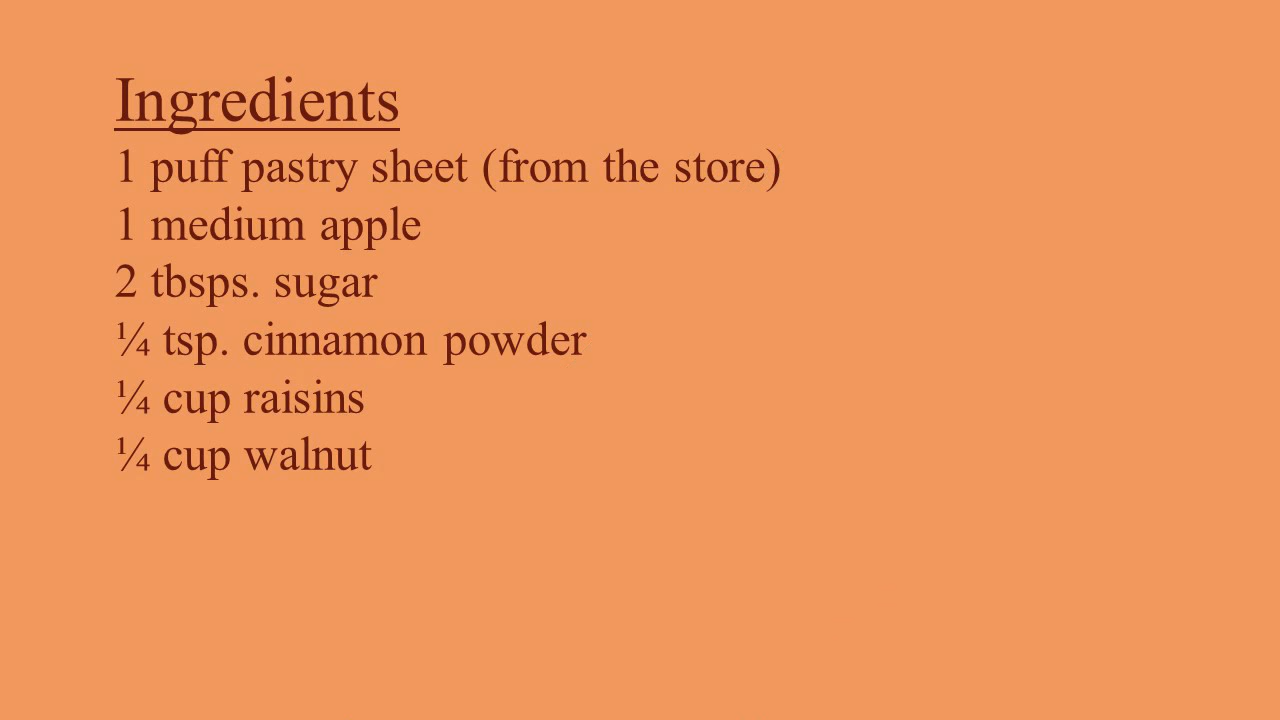 Ingredients
1 puff pastry sheet (from the store)
1 medium apple
2 tbsps. sugar
¼ tsp. cinnamon powder
¼ cup raisins
¼ cup walnut